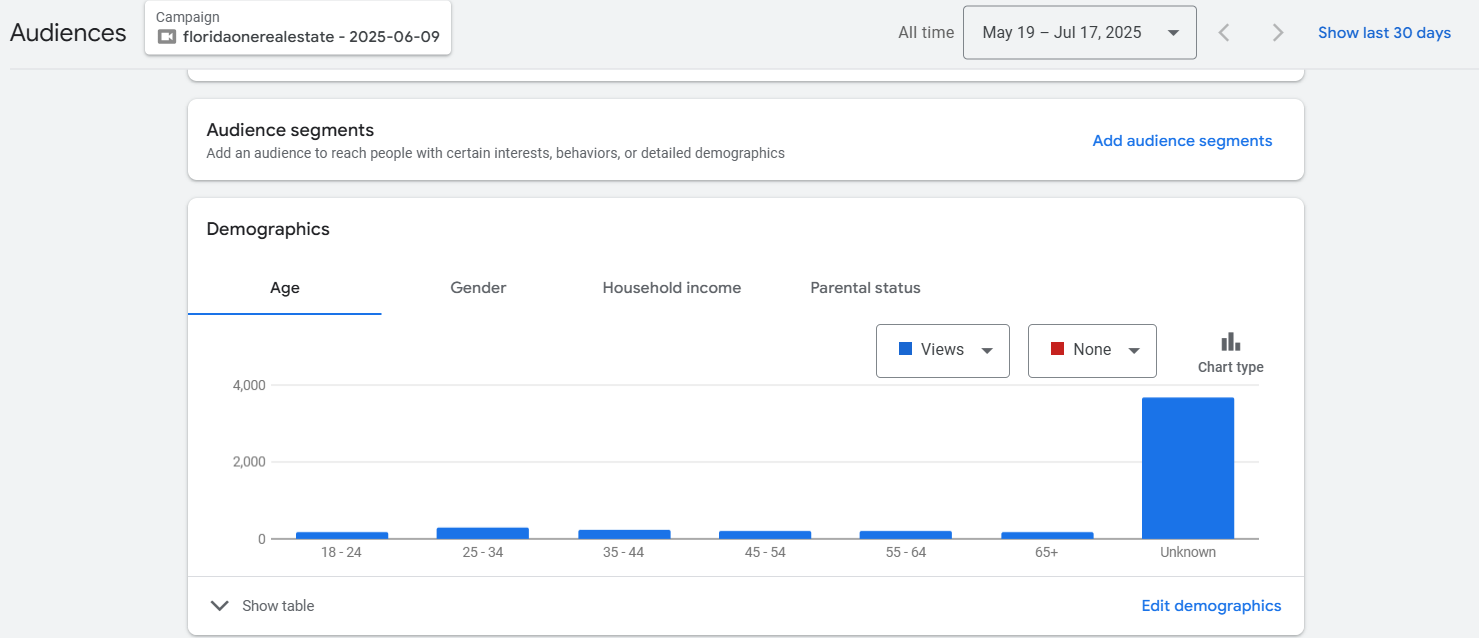 Audiences
Campaign
floridaonerealestate - 2025-06-09
All time
May 19 – Jul 17, 2025
Show last 30 days
Audience segments
Add an audience to reach people with certain interests, behaviors, or detailed demographics
Add audience segments
Demographics
Age
Gender
Household income
Parental status
Views
None
Chart type
4,000
2,000
0
18 - 24
25 - 34
35 - 44
45 - 54
55 - 64
65+
Unknown
Show table
Edit demographics